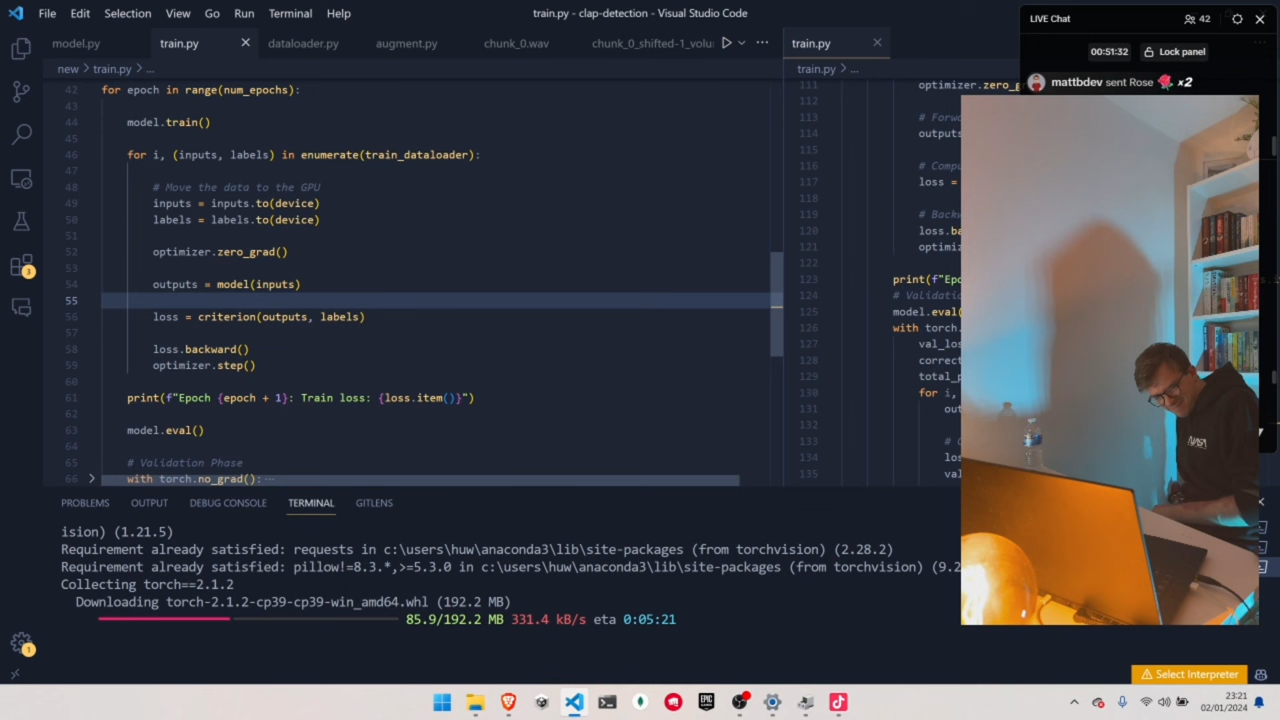 File Edit Selection View Go Run Terminal Help
train.py - clap-detection - Visual Studio Code
model.py train.py dataloader.py augment.py chunk_0.wav chunk_0_shifted-1_volu
new > train.py > ...
42 for epoch in range(num_epochs):
43
44 model.train()
45
46 for i, (inputs, labels) in enumerate(train_dataloader):
47
48 # Move the data to the GPU
49 inputs = inputs.to(device)
50 labels = labels.to(device)
51
52 optimizer.zero_grad()
53
54 outputs = model(inputs)
55
56 loss = criterion(outputs, labels)
57
58 loss.backward()
59 optimizer.step()
60
61 print(f"Epoch {epoch + 1}: Train loss: {loss.item()}")
62
63 model.eval()
64
65 # Validation Phase
66 with torch.no_grad():
train.py
train.py > ...
111 optimizer.zero_g
112
113 # Forw
114 outputs
115
116 # Compu
117 loss =
118
119 # Backw
120 loss.ba
121 optimiz
122
123 print(f"Epo
124 # Validatio
125 model.eval(
126 with torch.
127 val_los
128 correct
129 total_p
130 for i,
131 out
132
133 # C
134 los
135 val
LIVE Chat 42
00:51:32 Lock panel
mattbdev sent Rose x2
NASA
PROBLEMS OUTPUT DEBUG CONSOLE TERMINAL GITLENS
ision) (1.21.5)
Requirement already satisfied: requests in c:\users\huw\anaconda3\lib\site-packages (from torchvision) (2.28.2)
Requirement already satisfied: pillow!=8.3.*,>=5.3.0 in c:\users\huw\anaconda3\lib\site-packages (from torchvision) (9.2
Collecting torch==2.1.2
Downloading torch-2.1.2-cp39-cp39-win_amd64.whl (192.2 MB)
85.9/192.2 MB 331.4 kB/s eta 0:05:21
3
1
Select Interpreter
EPIC GAMES
23:21
02/01/2024